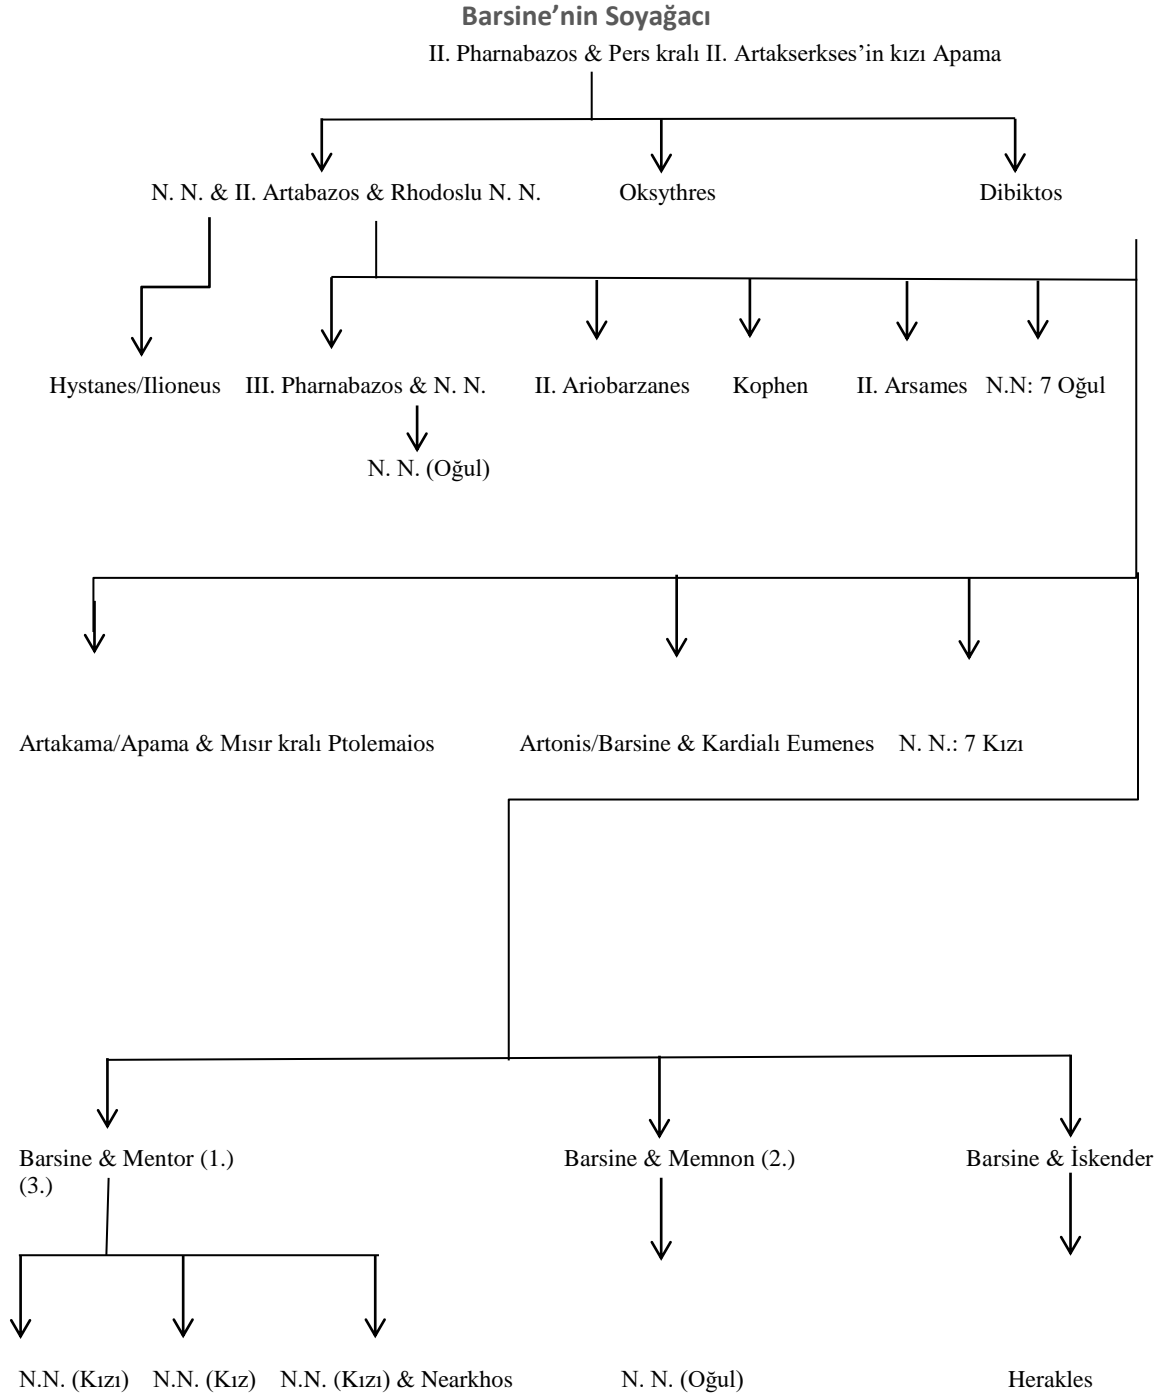 Barsine’nin Soyağacı
II. Pharnabazos & Pers kralı II. Artakserkses’in kızı Apama
N. N. & II. Artabazos & Rhodoslu N. N. Oksythres Dibiktos
Hystanes/Ilioneus III. Pharnabazos & N. N. II. Ariobarzanes Kophen II. Arsames N.N: 7 Oğul
N. N. (Oğul)
Artakama/Apama & Mısır kralı Ptolemaios Artonis/Barsine & Kardialı Eumenes N. N.: 7 Kızı
Barsine & Mentor (1.) Barsine & Memnon (2.) Barsine & İskender
(3.)
N.N. (Kızı) N.N. (Kız) N.N. (Kızı) & Nearkhos N. N. (Oğul) Herakles